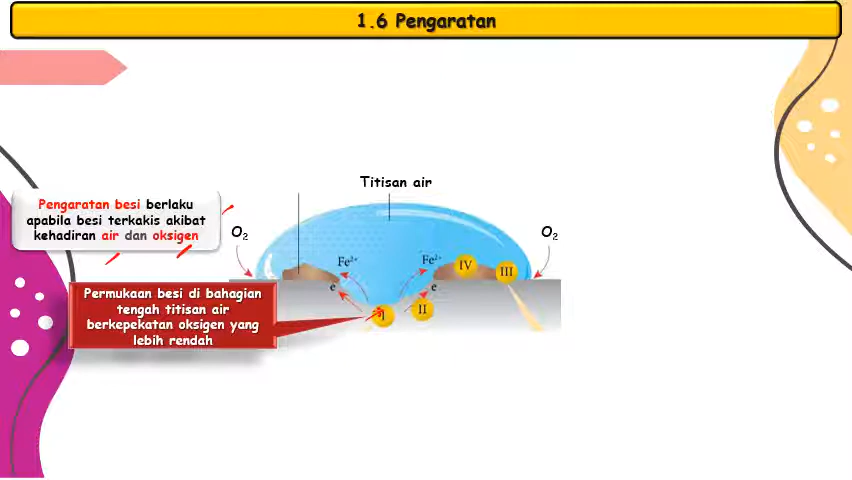 1.6 Pengaratan
Titisan air
Pengaratan besi berlaku
apabila besi terkakis akibat
kehadiran air dan oksigen
O₂
O₂
Fe²⁺
Fe²⁺
IV
III
e
e
Permukaan besi di bahagian
tengah titisan air
berkepekatan oksigen yang
lebih rendah
I
II